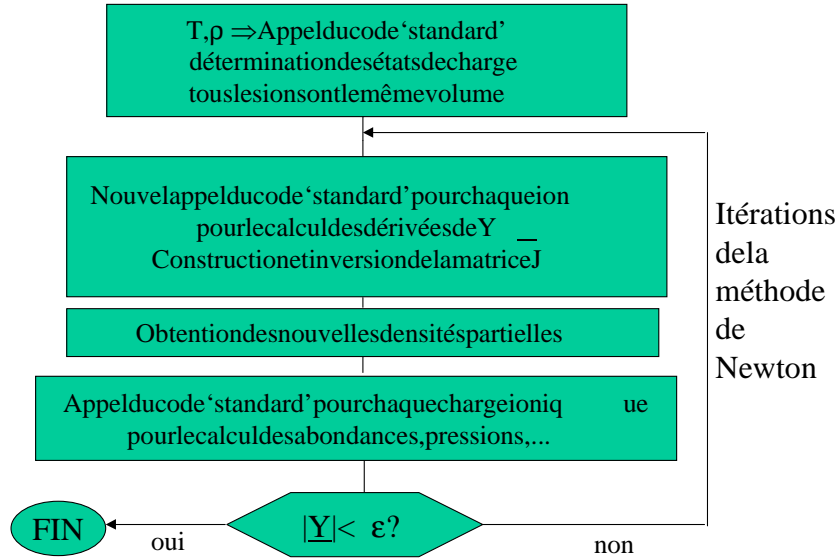 T,ρ ⇒Appelducode‘standard’
déterminationdesétatsdecharge
touslesionsontlemêmevolume
Nouvelappelducode‘standard’pourchaqueion
pourlecalculdesdérivéesdeY
ConstructionetinversiondelamatriceJ
Obtentiondesnouvellesdensitéspartielles
Appelducode‘standard’pourchaquechargeioniq ue
pourlecalculdesabondances,pressions,...
Itérations
dela
méthode
de
Newton
|Y|< ε?
FIN
oui
non